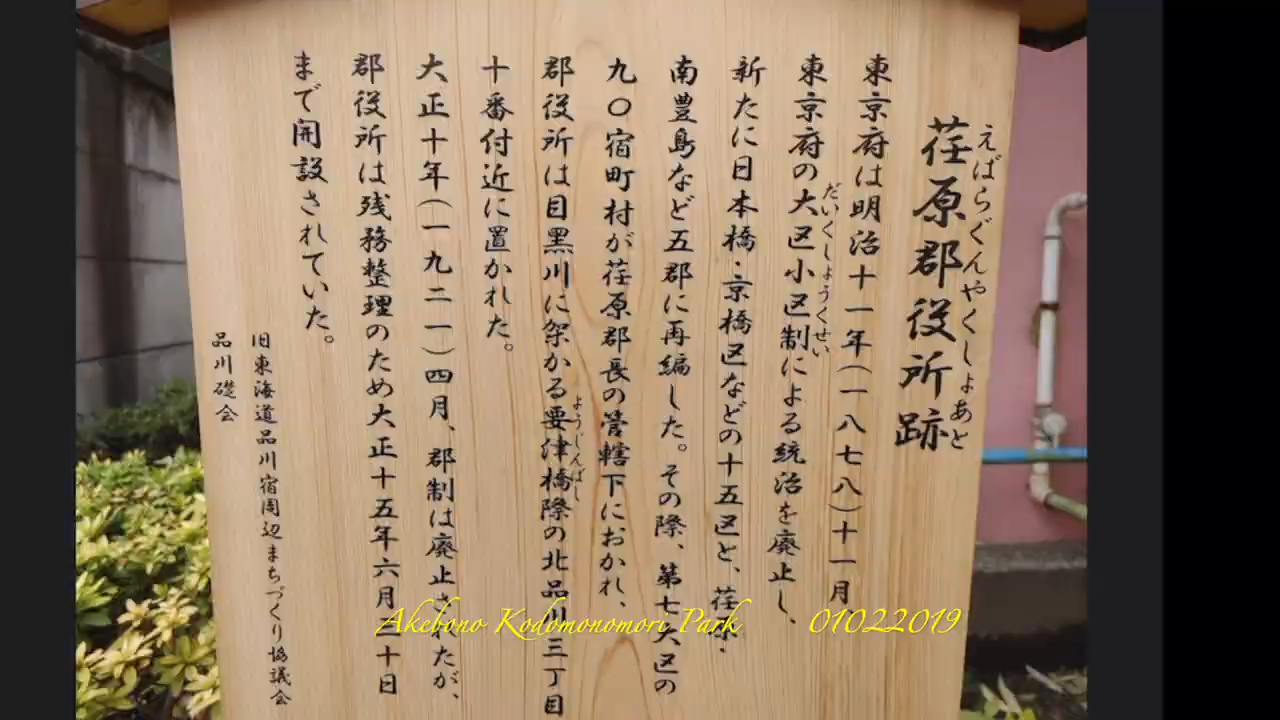 荏原郡役所跡
えばらぐんやくしょあと
東京府は明治十一年(一八七八)十一月
東京府の大区小区制による統治を廃止し、
だいくしょうくせい
新たに日本橋・京橋区などの十五区と、荏原・
南豊島など五郡に再編した。その際、第七大区の
九〇宿町村が荏原郡長の管轄下におかれ、
郡役所は目黒川に架かる要津橋際の北品川三丁目
ようじんばし
十番付近に置かれた。
大正十年(一九二一)四月、郡制は廃止されたが、
郡役所は残務整理のため大正十五年六月三十日
まで開設されていた。
旧東海道品川宿周辺まちづくり協議会
品川礎会
Akebono Kodomonomori Park 01022019